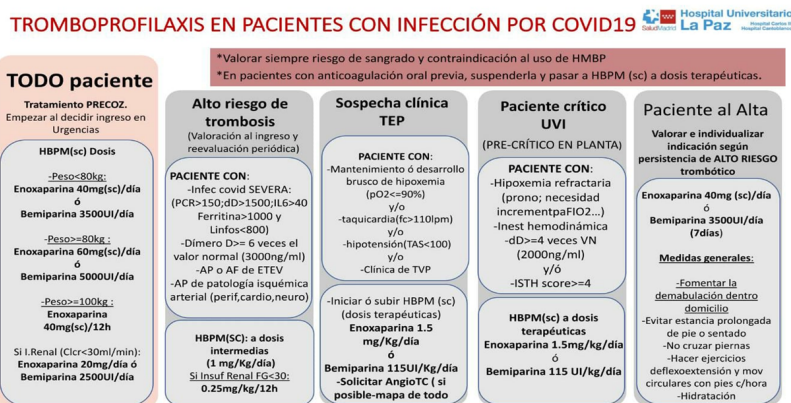 TROMBOPROFILAXIS EN PACIENTES CON INFECCIÓN POR COVID19
SaludMadrid
Hospital Universitario
La Paz
Hospital Carlos III
Hospital Cantoblanco
*Valorar siempre riesgo de sangrado y contraindicación al uso de HMBP
*En pacientes con anticoagulación oral previa, suspenderla y pasar a HBPM (sc) a dosis terapéuticas.
TODO paciente
Tratamiento PRECOZ.
Empezar al decidir ingreso en
Urgencias
HBPM(sc) Dosis
-Peso<80kg:
Enoxaparina 40mg(sc)/día
ó
Bemiparina 3500UI/día
-Peso>=80kg :
Enoxaparina 60mg(sc)/día
ó
Bemiparina 5000UI/día
-Peso>=100kg :
Enoxaparina
40mg(sc)/12h
Si I.Renal (Clcr<30ml/min):
Enoxaparina 20mg/día ó
Bemiparina 2500UI/día
Alto riesgo de
trombosis
(Valoración al ingreso y
reevaluación periódica)
PACIENTE CON:
-Infec covid SEVERA:
(PCR>150;dD>1500;IL6>40
Ferritina>1000 y
Linfos<800)
-Dímero D>= 6 veces el
valor normal (3000ng/ml)
-AP o AF de ETEV
-AP de patología isquémica
arterial (perif,cardio,neuro)
HBPM(SC): a dosis
intermedias
(1 mg/Kg/día)
Si Insuf Renal FG<30:
0.25mg/kg/12h
Sospecha clínica
TEP
PACIENTE CON:
-Mantenimiento ó desarrollo
brusco de hipoxemia
(pO2<=90%)
y/o
-taquicardia(fc>110lpm)
y/o
-hipotensión(TAS<100)
y/o
-Clínica de TVP
-Iniciar ó subir HBPM (sc)
(dosis terapéuticas)
Enoxaparina 1.5
mg/Kg/día
ó
Bemiparina 115UI/Kg/día
-Solicitar AngioTC ( si
posible-mapa de todo
Paciente crítico
UVI
(PRE-CRÍTICO EN PLANTA)
PACIENTE CON:
-Hipoxemia refractaria
(prono; necesidad
incrementpaFIO2...)
-Inest hemodinámica
-dD>=4 veces VN
(2000ng/ml)
y/ó
-ISTH score>=4
HBPM(sc) a dosis
terapéuticas
Enoxaparina 1.5mg/kg/día
ó
Bemiparina 115 UI/kg/día
Paciente al Alta
Valorar e individualizar
indicación según
persistencia de ALTO RIESGO
trombótico
Enoxaparina 40mg (sc)/día
ó
Bemiparina 3500UI/día
(7días)
Medidas generales:
-Fomentar la
demabulación dentro
domicilio
-Evitar estancia prolongada
de pie o sentado
-No cruzar piernas
-Hacer ejercicios
deflexoextensión y mov
circulares con pies c/hora
-Hidratación